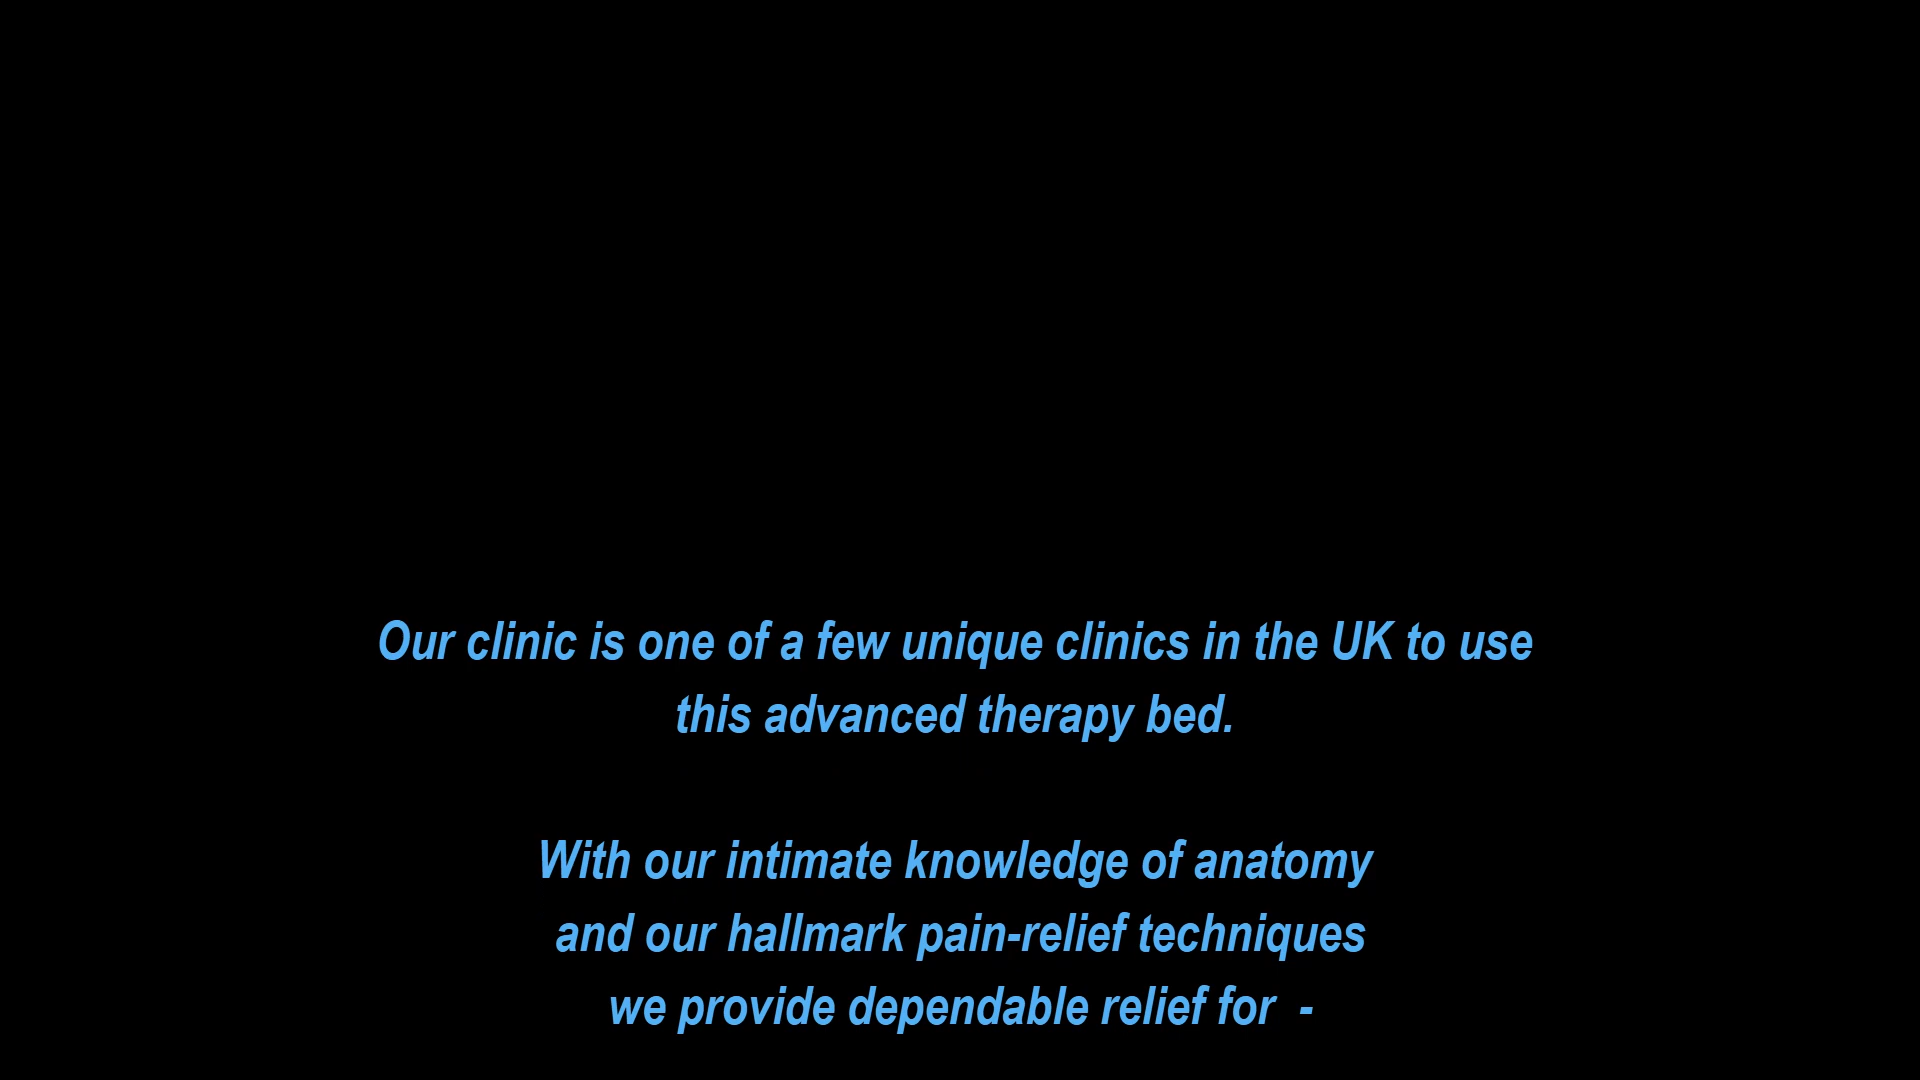 Our clinic is one of a few unique clinics in the UK to use
this advanced therapy bed.
With our intimate knowledge of anatomy
and our hallmark pain-relief techniques
we provide dependable relief for  -